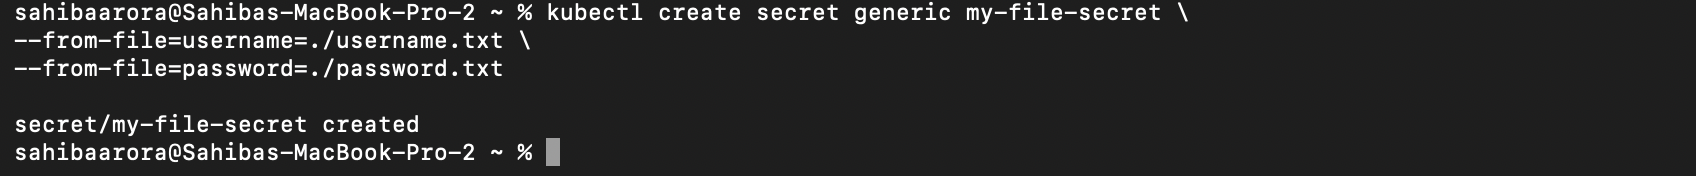 sahibaarora@Sahibas-MacBook-Pro-2 ~ % kubectl create secret generic my-file-secret \
--from-file=username=./username.txt \
--from-file=password=./password.txt
secret/my-file-secret created
sahibaarora@Sahibas-MacBook-Pro-2 ~ %